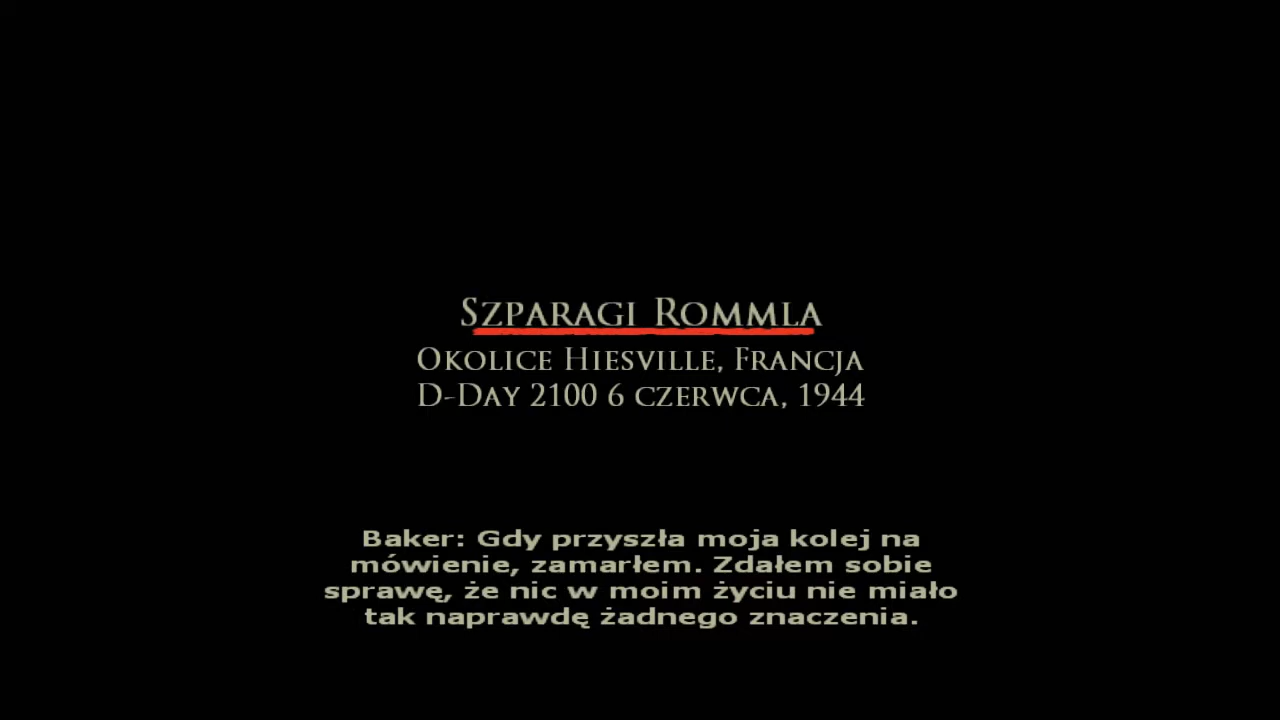 Szparagi Rommla
Okolice Hiesville, Francja
D-Day 2100 6 czerwca, 1944
Baker: Gdy przyszła moja kolej na
mówienie, zamarłem. Zdałem sobie
sprawę, że nic w moim życiu nie miało
tak naprawdę żadnego znaczenia.